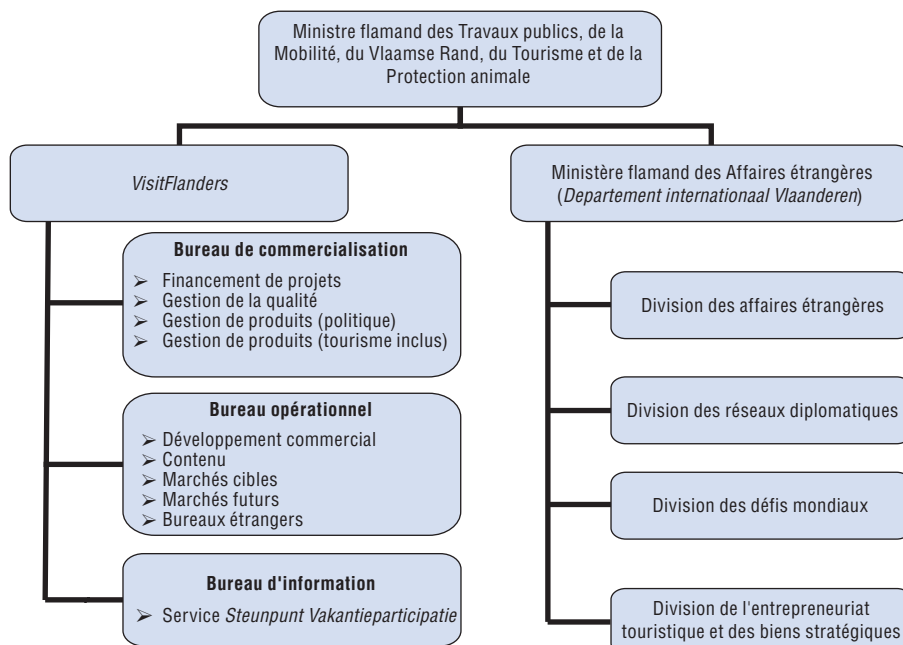 Ministre flamand des Travaux publics, de la
Mobilité, du Vlaamse Rand, du Tourisme et de la
Protection animale
VisitFlanders
Bureau de commercialisation
➢ Financement de projets
➢ Gestion de la qualité
➢ Gestion de produits (politique)
➢ Gestion de produits (tourisme inclus)
Bureau opérationnel
➢ Développement commercial
➢ Contenu
➢ Marchés cibles
➢ Marchés futurs
➢ Bureaux étrangers
Bureau d'information
➢ Service Steunpunt Vakantieparticipatie
Ministère flamand des Affaires étrangères
(Departement internationaal Vlaanderen)
Division des affaires étrangères
Division des réseaux diplomatiques
Division des défis mondiaux
Division de l'entrepreneuriat
touristique et des biens stratégiques